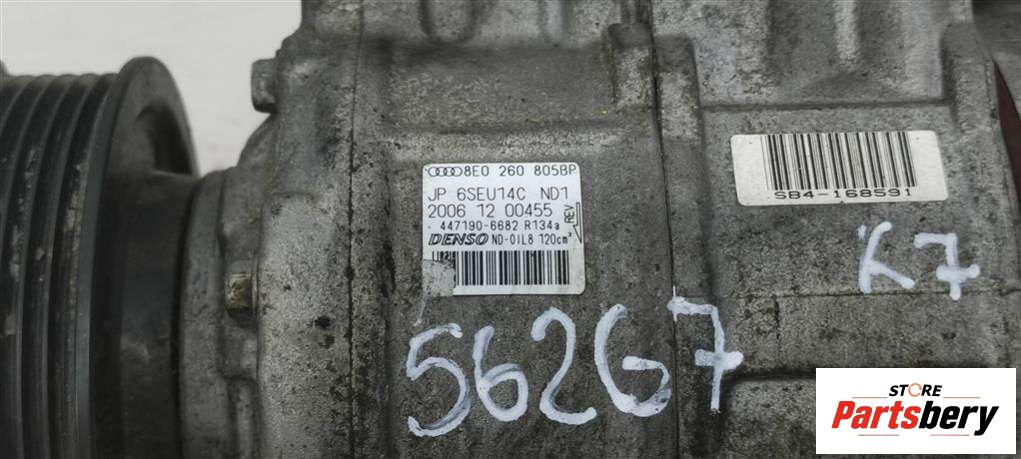 8E0 260 805BP
JP 6SEU14C ND1
2006 12 00455
REV
447190-6682 R134a
DENSO ND-OIL8 120cm³
SB4-168591
K7
562G7
STORE
Partsbery